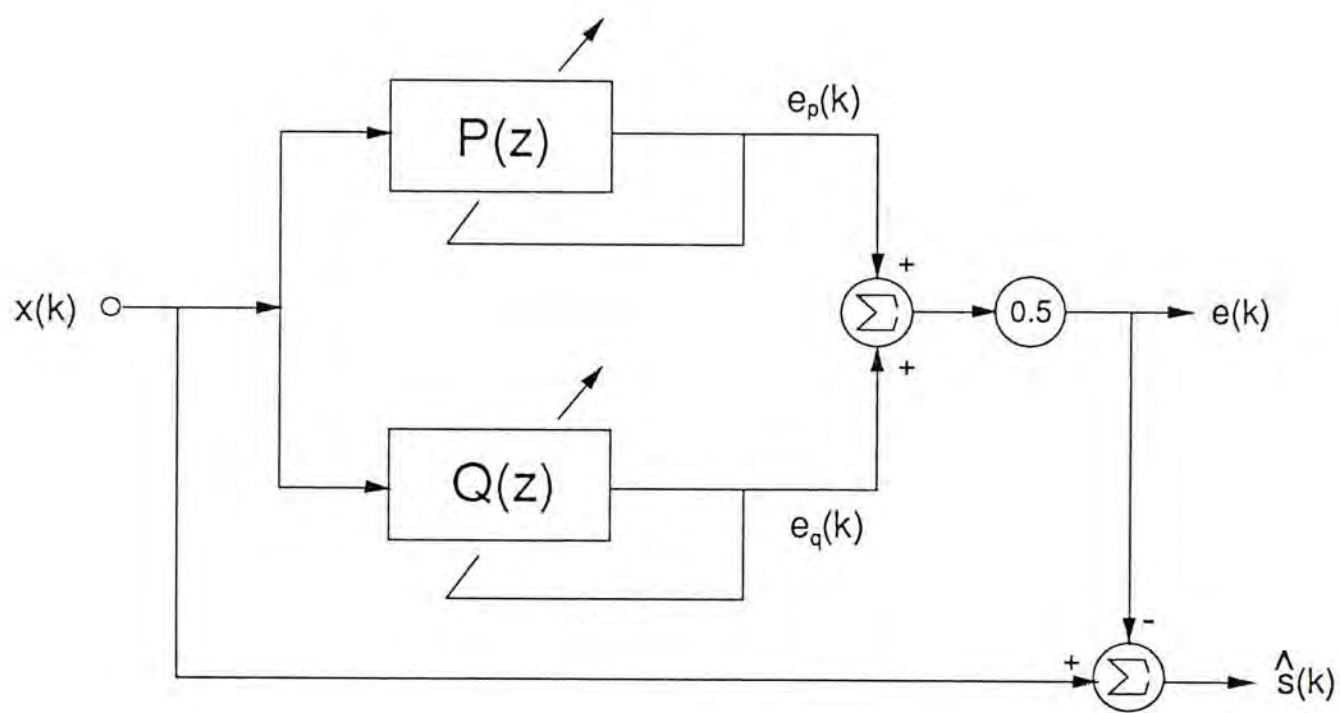 P(z)
e_p(k)
+
x(k)
Σ
0.5
e(k)
+
Q(z)
e_q(k)
-
+
Σ
ŝ(k)